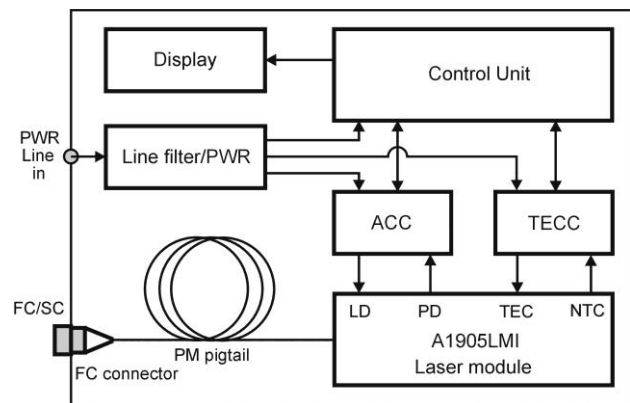 Display
Control Unit
PWR
Line
in
Line filter/PWR
ACC
TECC
FC/SC
LD
PD
TEC
NTC
PM pigtail
A1905LMI
Laser module
FC connector